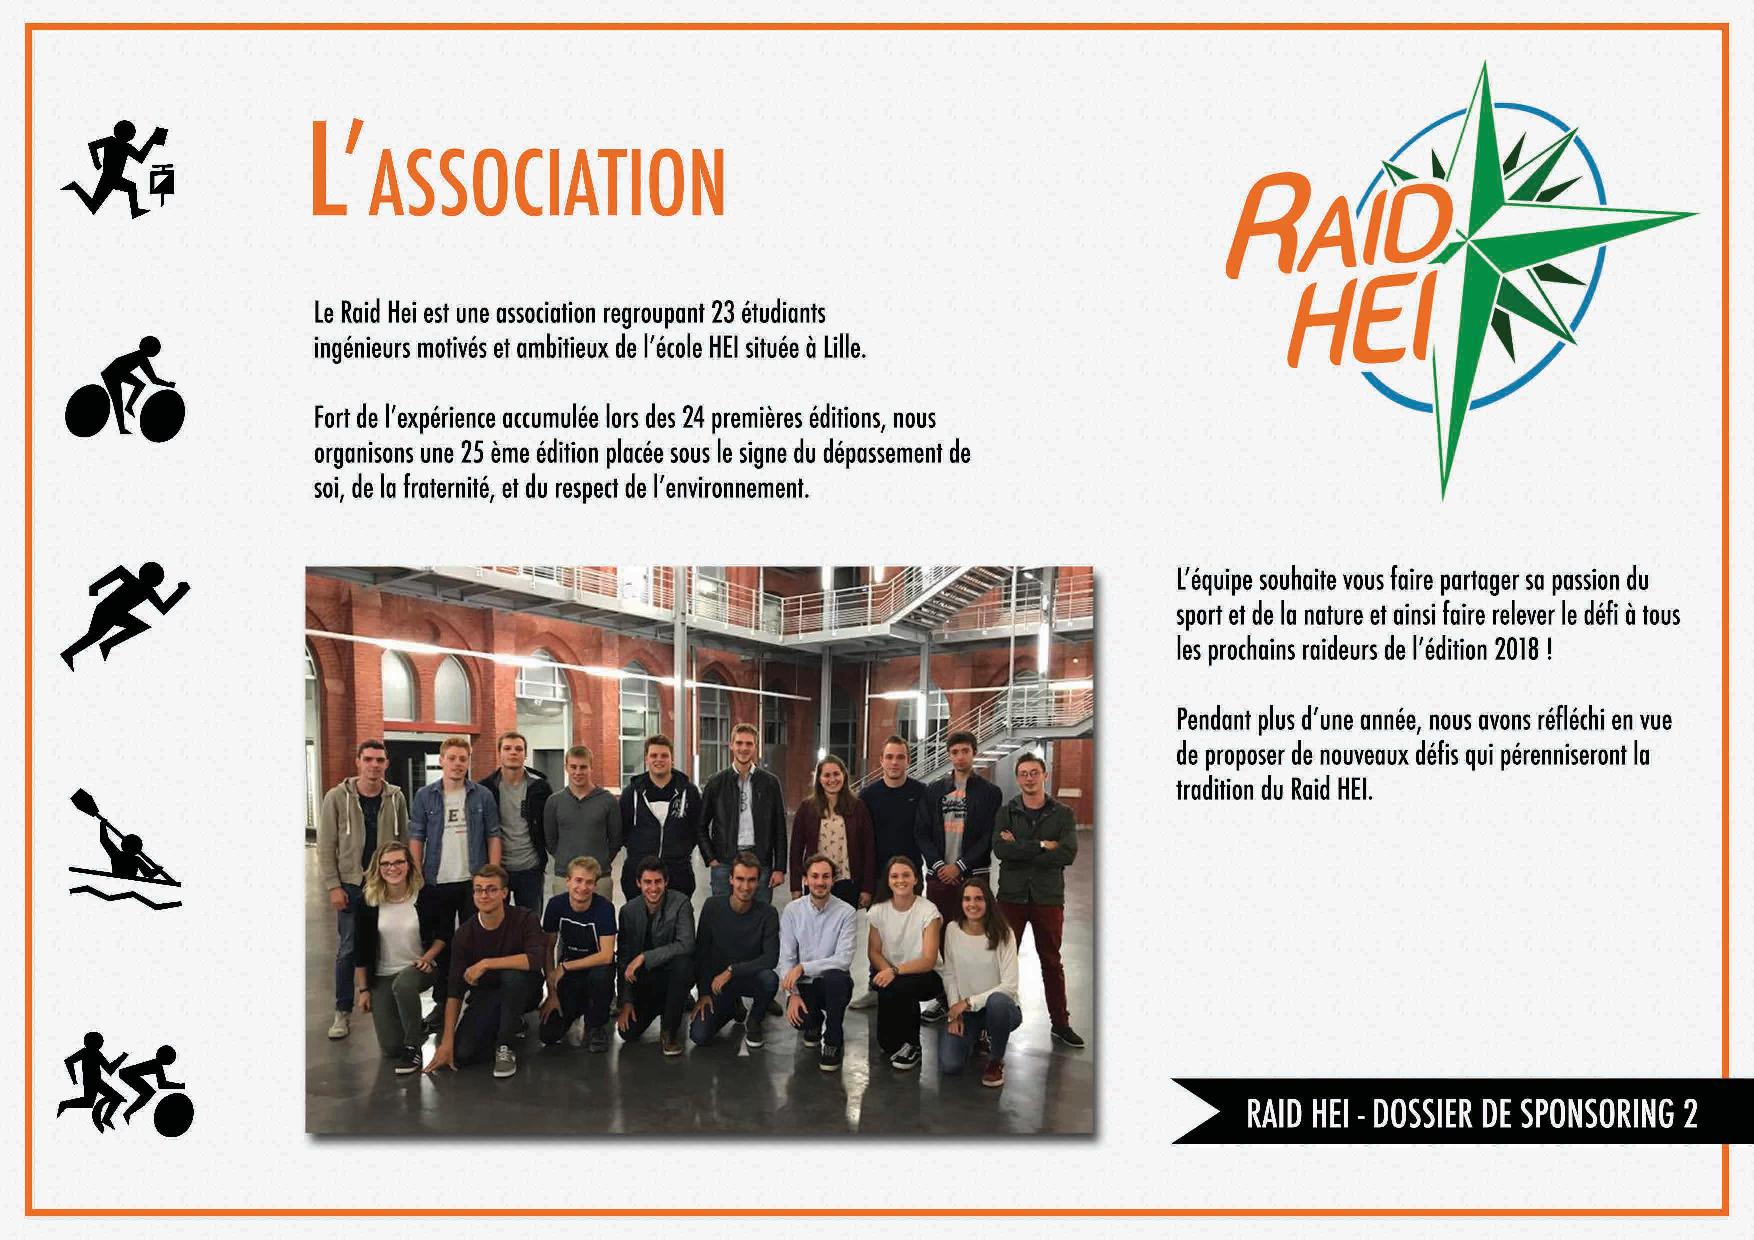 L'ASSOCIATION
RAID
HEI
Le Raid Hei est une association regroupant 23 étudiants
ingénieurs motivés et ambitieux de l'école HEI située à Lille.
Fort de l'expérience accumulée lors des 24 premières éditions, nous
organisons une 25 ème édition placée sous le signe du dépassement de
soi, de la fraternité, et du respect de l'environnement.
L'équipe souhaite vous faire partager sa passion du
sport et de la nature et ainsi faire relever le défi à tous
les prochains raideurs de l'édition 2018 !
Pendant plus d'une année, nous avons réfléchi en vue
de proposer de nouveaux défis qui pérenniseront la
tradition du Raid HEI.
RAID HEI - DOSSIER DE SPONSORING 2